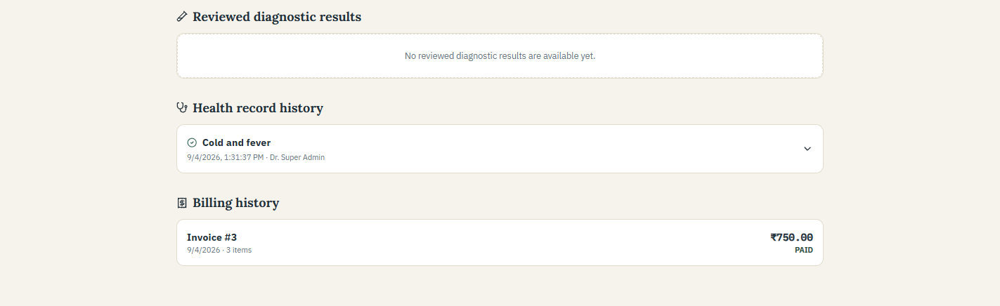 Reviewed diagnostic results
No reviewed diagnostic results are available yet.
Health record history
Cold and fever
9/4/2026, 1:31:37 PM · Dr. Super Admin
Billing history
Invoice #3
₹750.00
9/4/2026 · 3 items
PAID